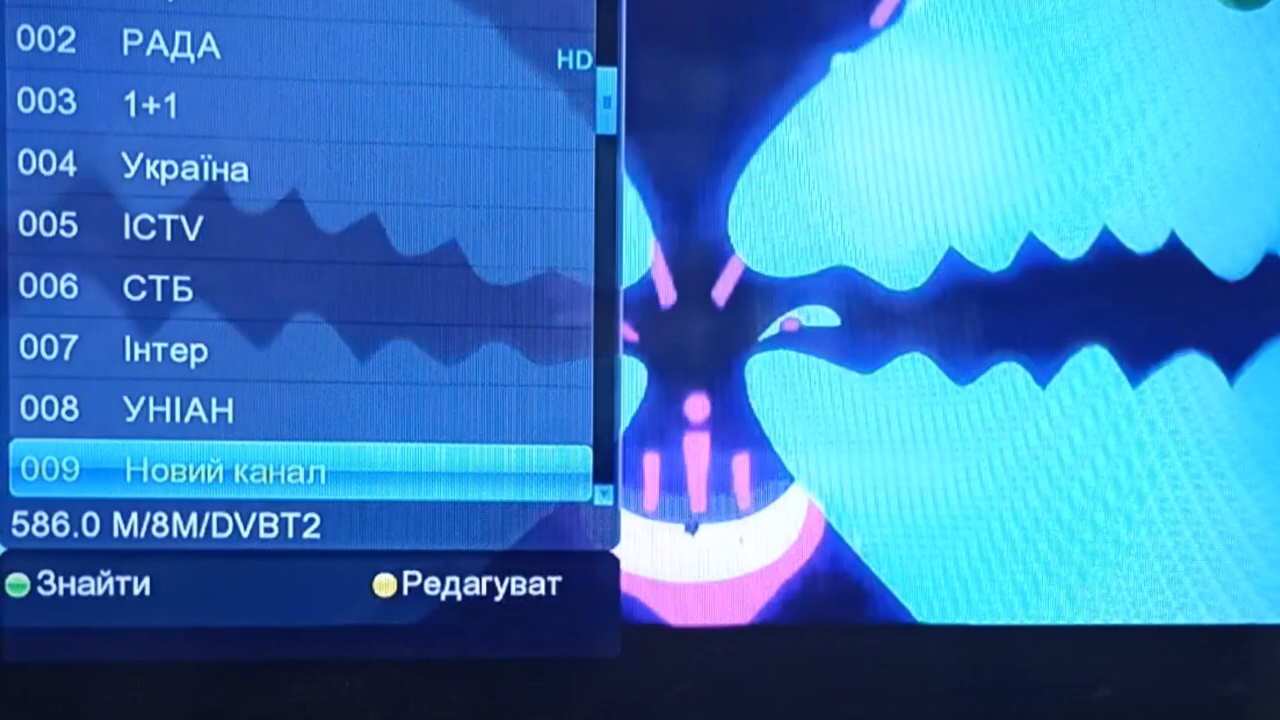 002 РАДА HD
003 1+1
004 Україна
005 ICTV
006 СТБ
007 Інтер
008 УНІАН
009 Новий канал
586.0 M/8M/DVBT2
Знайти Редагуват